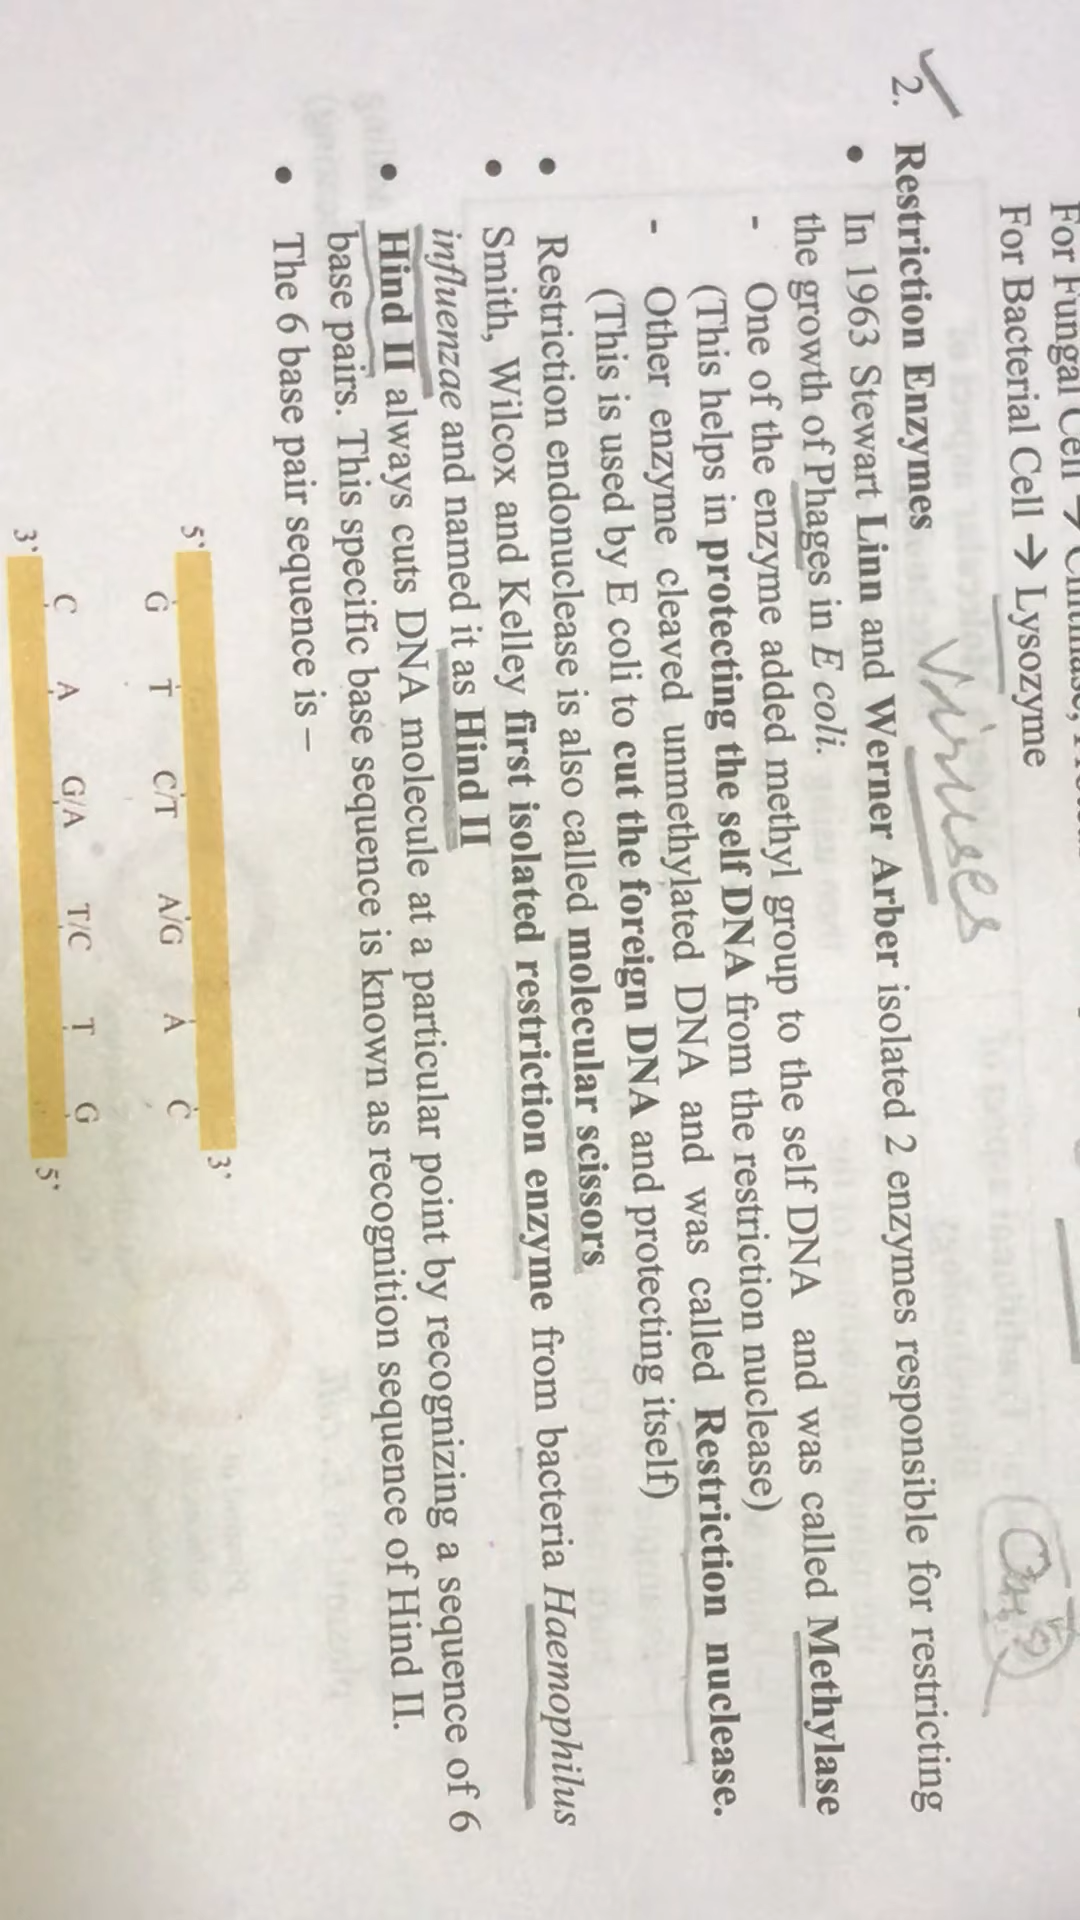 For Fungal Cell →
For Bacterial Cell → Lysozyme
Viruses
2. Restriction Enzymes
• In 1963 Stewart Linn and Werner Arber isolated 2 enzymes responsible for restricting
the growth of Phages in E coli.
- One of the enzyme added methyl group to the self DNA and was called Methylase
(This helps in protecting the self DNA from the restriction nuclease)
- Other enzyme cleaved unmethylated DNA and was called Restriction nuclease.
(This is used by E coli to cut the foreign DNA and protecting itself)
• Restriction endonuclease is also called molecular scissors
• Smith, Wilcox and Kelley first isolated restriction enzyme from bacteria Haemophilus
influenzae and named it as Hind II
• Hind II always cuts DNA molecule at a particular point by recognizing a sequence of 6
base pairs. This specific base sequence is known as recognition sequence of Hind II.
• The 6 base pair sequence is –
5' 3'
G T C/T A/G A C
C A G/A T/C T G
3' 5'